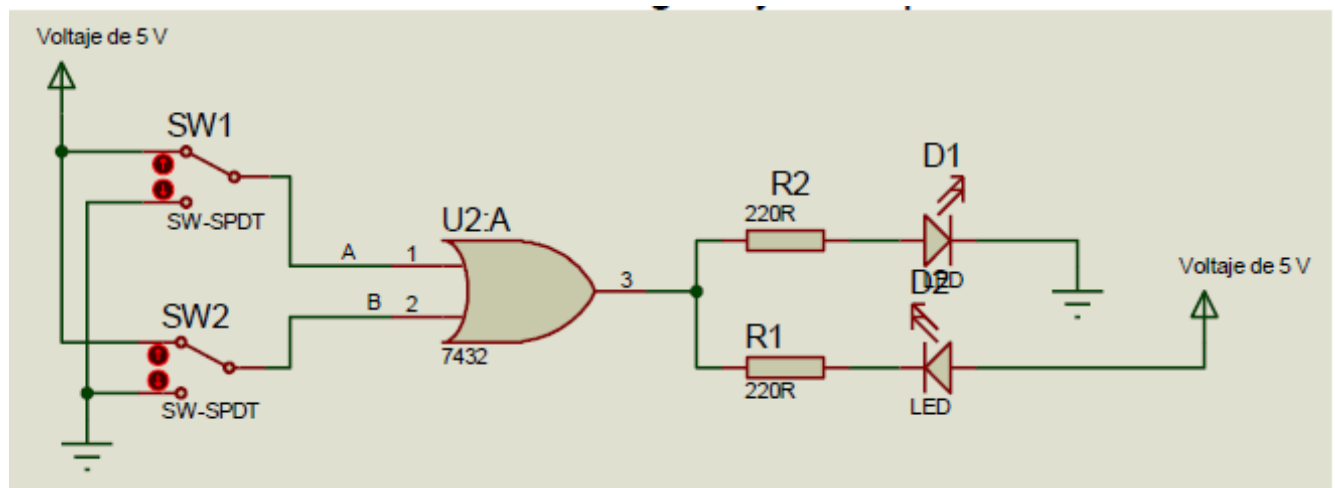 Voltaje de 5 V
SW1
SW-SPDT
SW2
SW-SPDT
A
1
B
2
U2:A
7432
3
R2
220R
D1
LED
R1
220R
D2
LED
Voltaje de 5 V